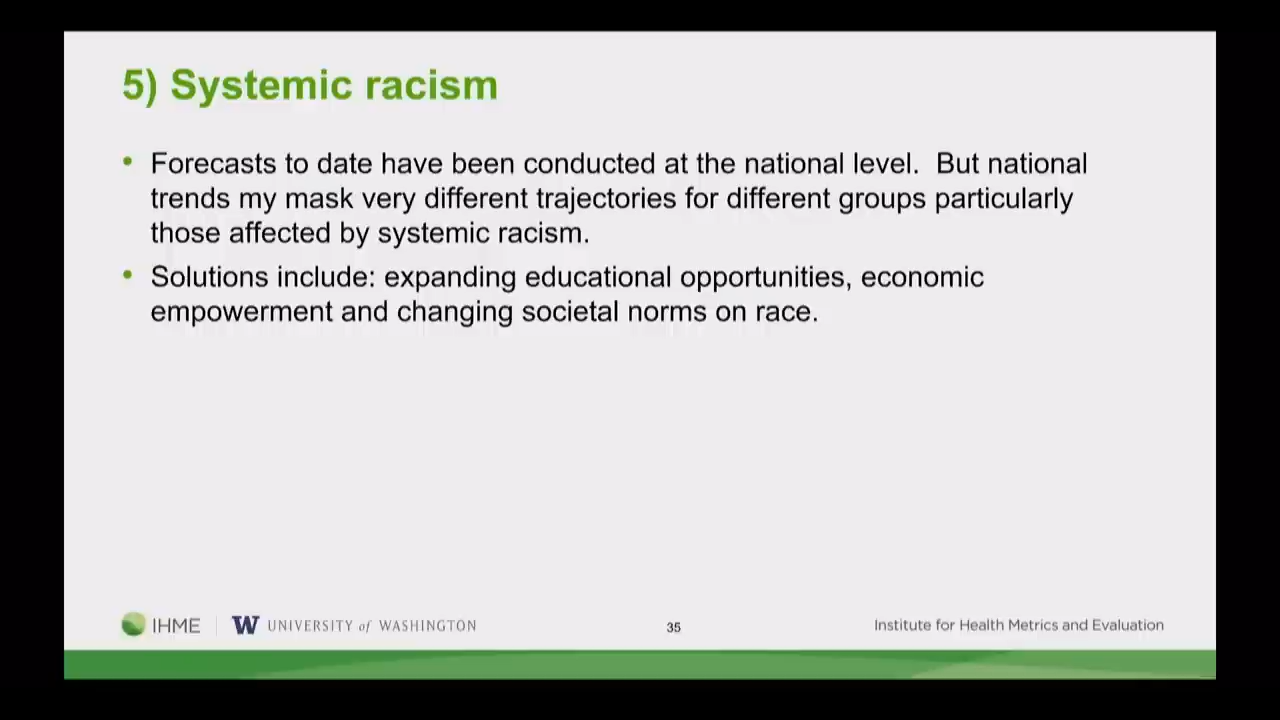 5) Systemic racism
• Forecasts to date have been conducted at the national level.  But national
trends my mask very different trajectories for different groups particularly
those affected by systemic racism.
• Solutions include: expanding educational opportunities, economic
empowerment and changing societal norms on race.
IHME W UNIVERSITY of WASHINGTON 35 Institute for Health Metrics and Evaluation